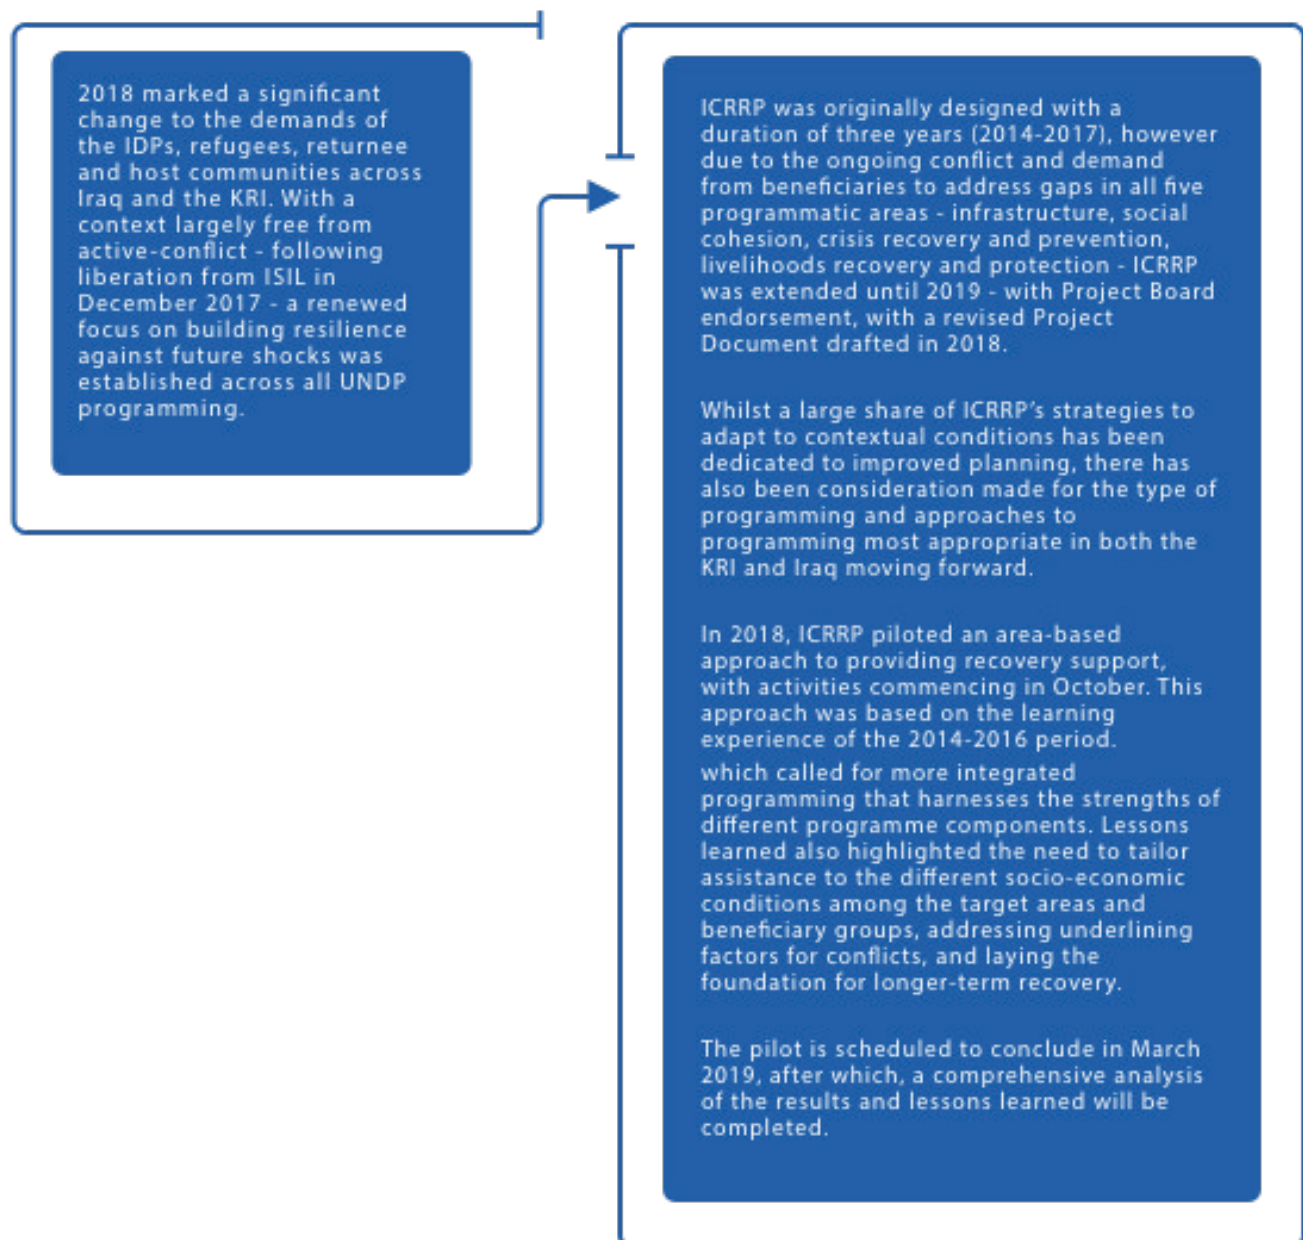 2018 marked a significant
change to the demands of
the IDPs, refugees, returnee
and host communities across
Iraq and the KRI. With a
context largely free from
active-conflict - following
liberation from ISIL in
December 2017 - a renewed
focus on building resilience
against future shocks was
established across all UNDP
programming.
ICRRP was originally designed with a
duration of three years (2014-2017), however
due to the ongoing conflict and demand
from beneficiaries to address gaps in all five
programmatic areas - infrastructure, social
cohesion, crisis recovery and prevention,
livelihoods recovery and protection - ICRRP
was extended until 2019 - with Project Board
endorsement, with a revised Project
Document drafted in 2018.
Whilst a large share of ICRRP's strategies to
adapt to contextual conditions has been
dedicated to improved planning, there has
also been consideration made for the type of
programming and approaches to
programming most appropriate in both the
KRI and Iraq moving forward.
In 2018, ICRRP piloted an area-based
approach to providing recovery support,
with activities commencing in October. This
approach was based on the learning
experience of the 2014-2016 period.
which called for more integrated
programming that harnesses the strengths of
different programme components. Lessons
learned also highlighted the need to tailor
assistance to the different socio-economic
conditions among the target areas and
beneficiary groups, addressing underlining
factors for conflicts, and laying the
foundation for longer-term recovery.
The pilot is scheduled to conclude in March
2019, after which, a comprehensive analysis
of the results and lessons learned will be
completed.